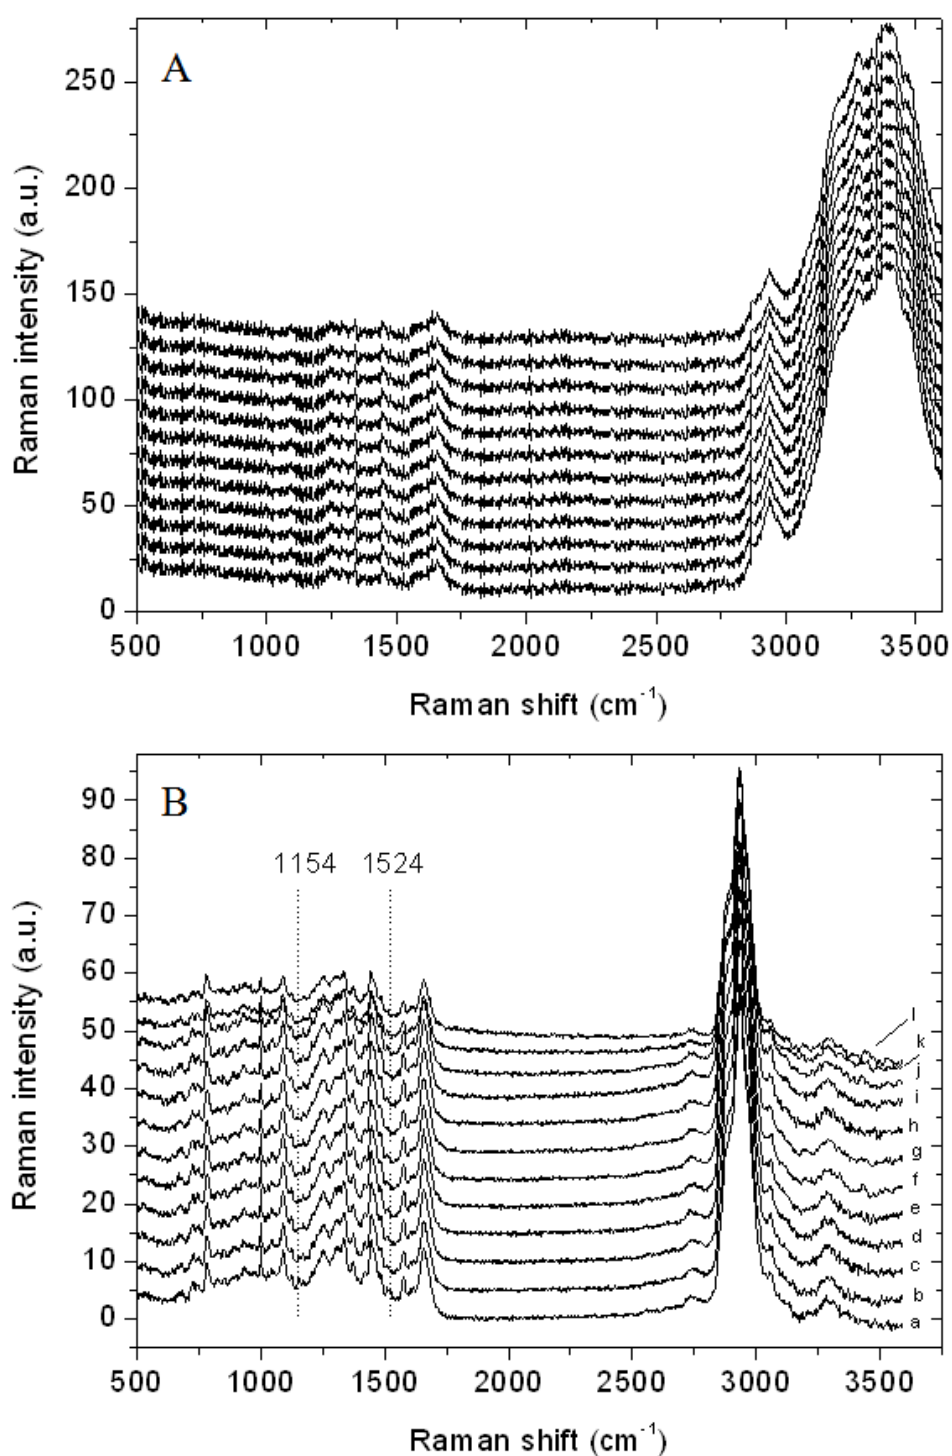 A
250
200
150
100
50
0
Raman intensity (a.u.)
500 1000 1500 2000 2500 3000 3500
Raman shift (cm⁻¹)
B
90
80
70
60
50
40
30
20
10
0
1154 1524
Raman intensity (a.u.)
l
k
j
i
h
g
f
e
d
c
b
a
500 1000 1500 2000 2500 3000 3500
Raman shift (cm⁻¹)